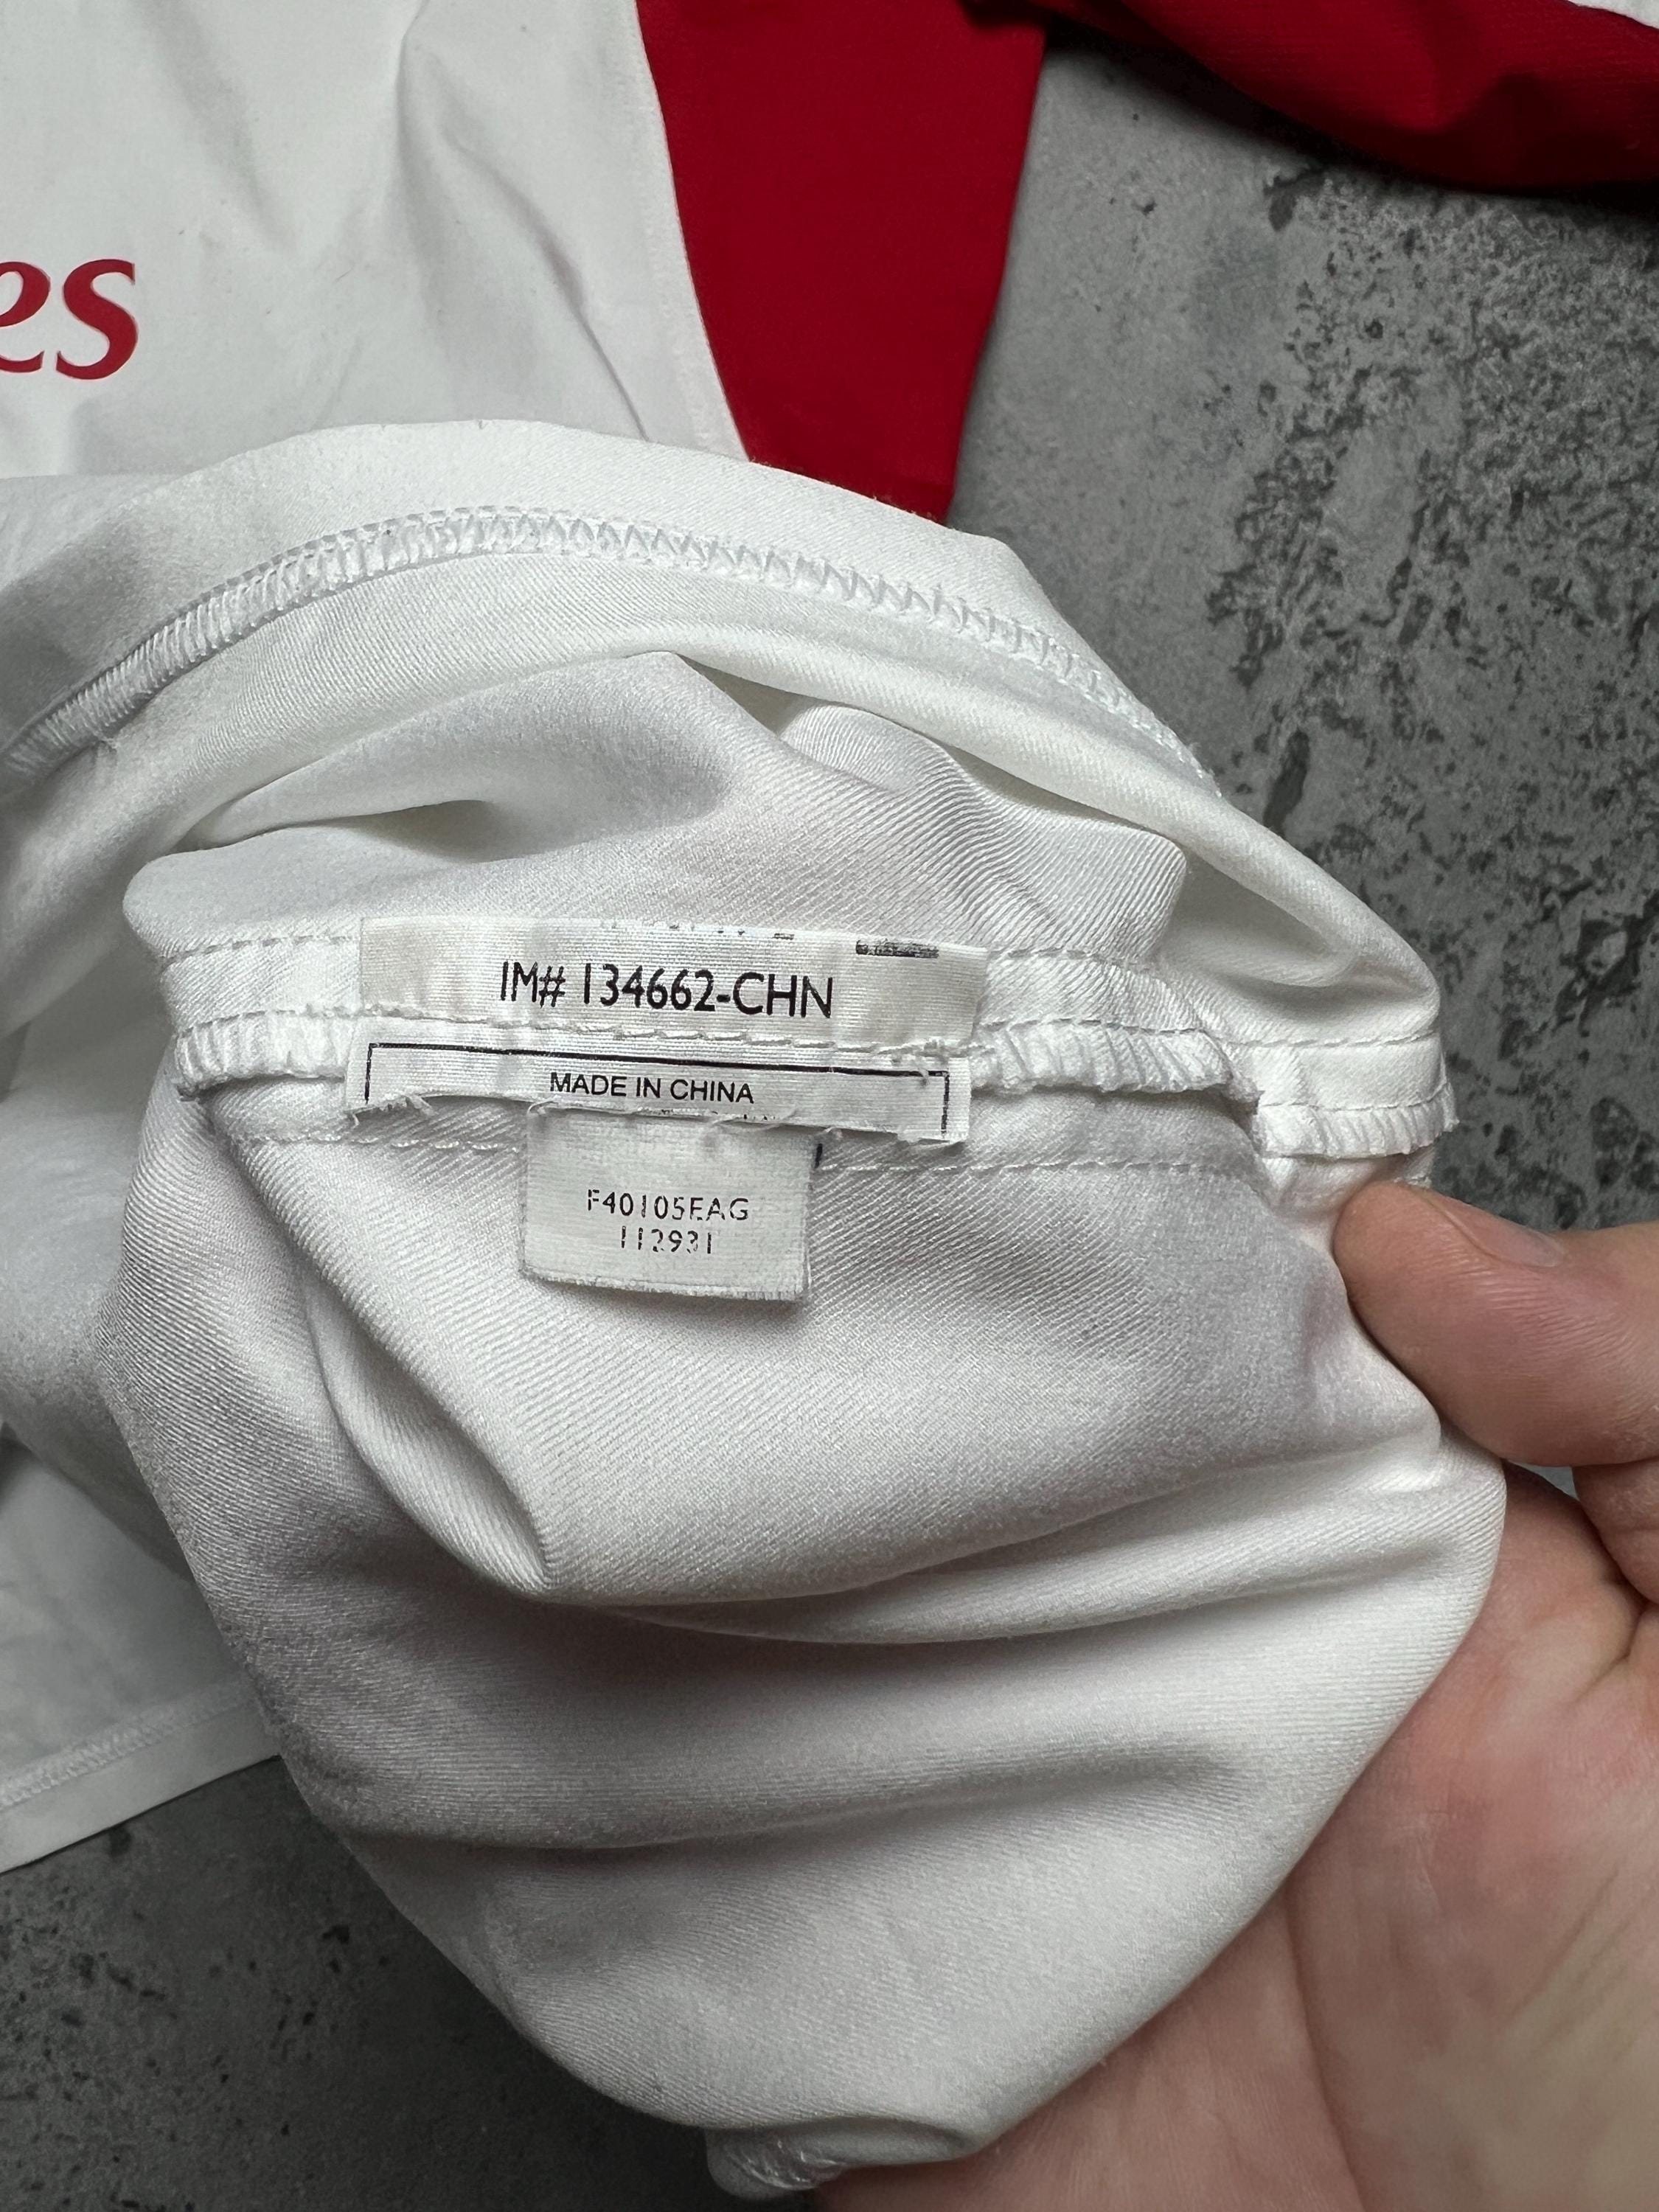 es
IM# 134662-CHN
MADE IN CHINA
F40105EAG
112931